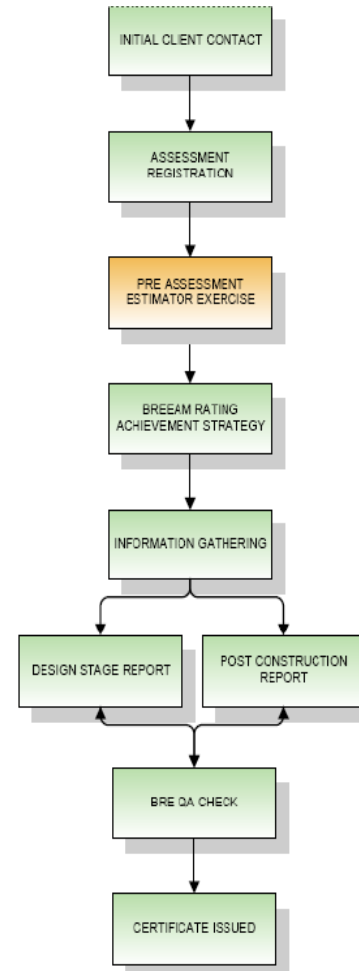 INITIAL CLIENT CONTACT
ASSESSMENT
REGISTRATION
PRE ASSESSMENT
ESTIMATOR EXERCISE
BREEAM RATING
ACHIEVEMENT STRATEGY
INFORMATION GATHERING
DESIGN STAGE REPORT
POST CONSTRUCTION
REPORT
BRE QA CHECK
CERTIFICATE ISSUED